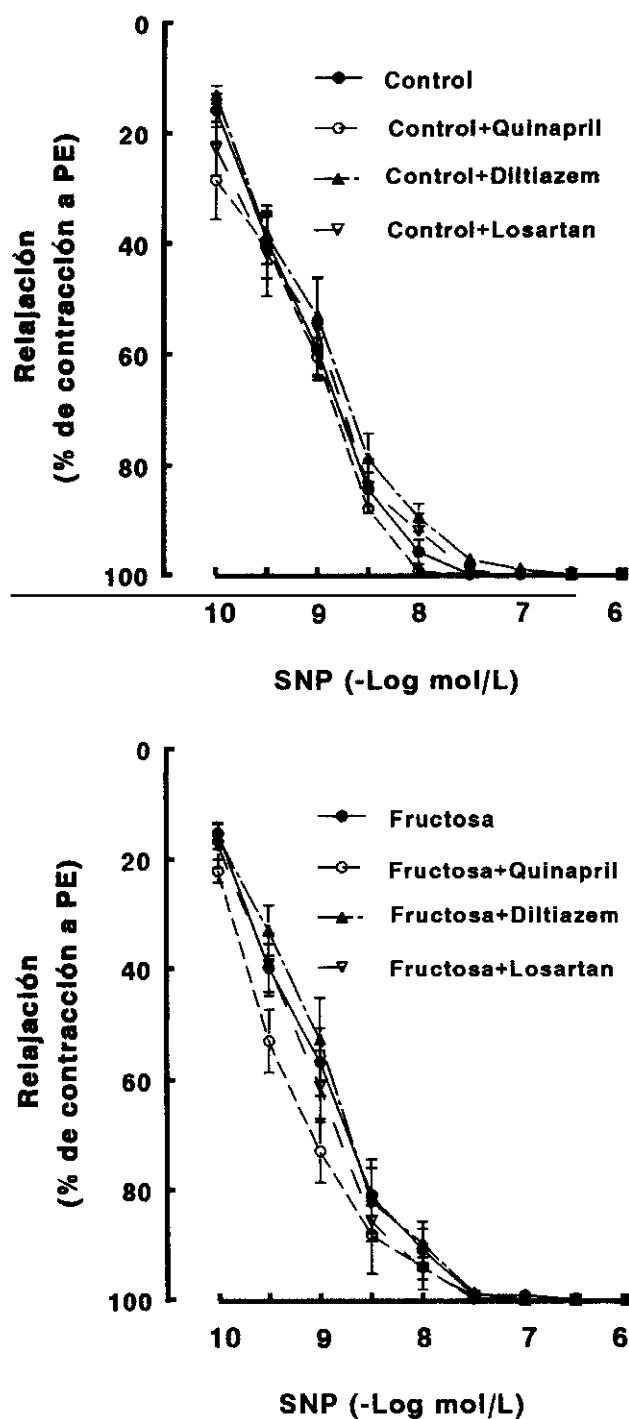 0
20
40
60
80
100
Relajación
(% de contracción a PE)
Control
Control+Quinapril
Control+Diltiazem
Control+Losartan
10 9 8 7 6
SNP (-Log mol/L)
0
20
40
60
80
100
Relajación
(% de contracción a PE)
Fructosa
Fructosa+Quinapril
Fructosa+Diltiazem
Fructosa+Losartan
10 9 8 7 6
SNP (-Log mol/L)